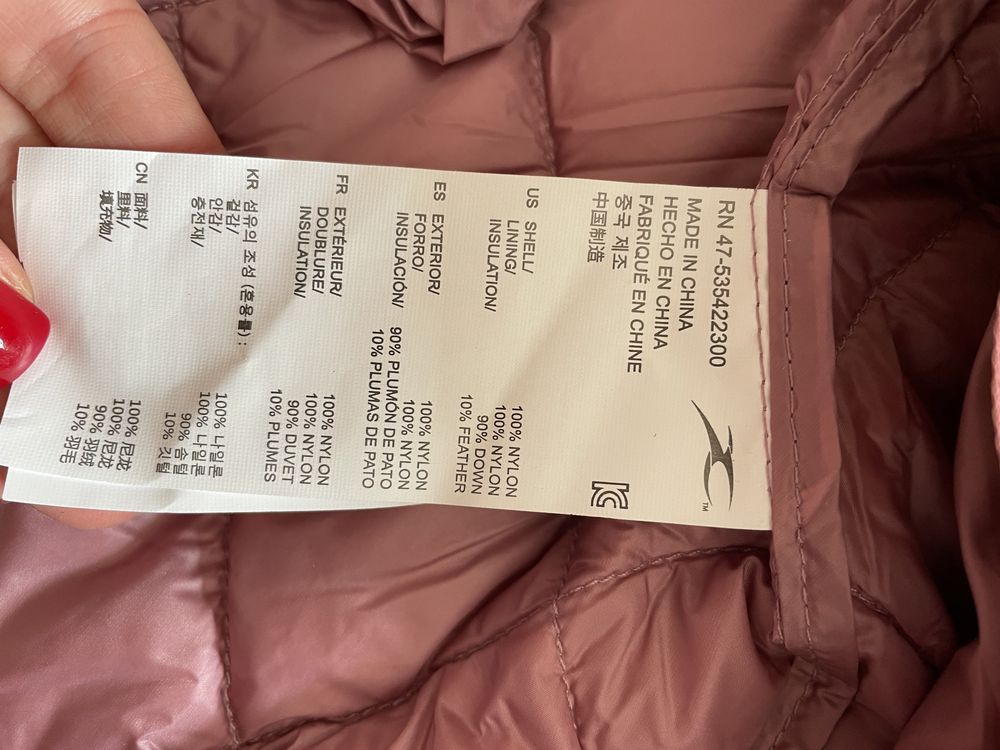 RN 47-535422300
MADE IN CHINA
HECHO EN CHINA
FABRIQUÉ EN CHINE
중국 제조
中国制造
US SHELL/ 100% NYLON
LINING/ 100% NYLON
INSULATION/ 90% DOWN
10% FEATHER
ES EXTERIOR/ 100% NYLON
FORRO/ 100% NYLON
INSULACIÓN/ 90% PLUMÓN DE PATO
10% PLUMAS DE PATO
FR EXTÉRIEUR/ 100% NYLON
DOUBLURE/ 100% NYLON
INSULATION/ 90% DUVET
10% PLUMES
KR 섬유의 조성 (혼용률) :
겉감/ 100% 나일론
안감/ 100% 나일론
충전재/ 90% 솜털
10% 깃털
CN 面料/ 100% 尼龙
里料/ 100% 尼龙
填充物/ 90% 羽绒
10% 羽毛
TM